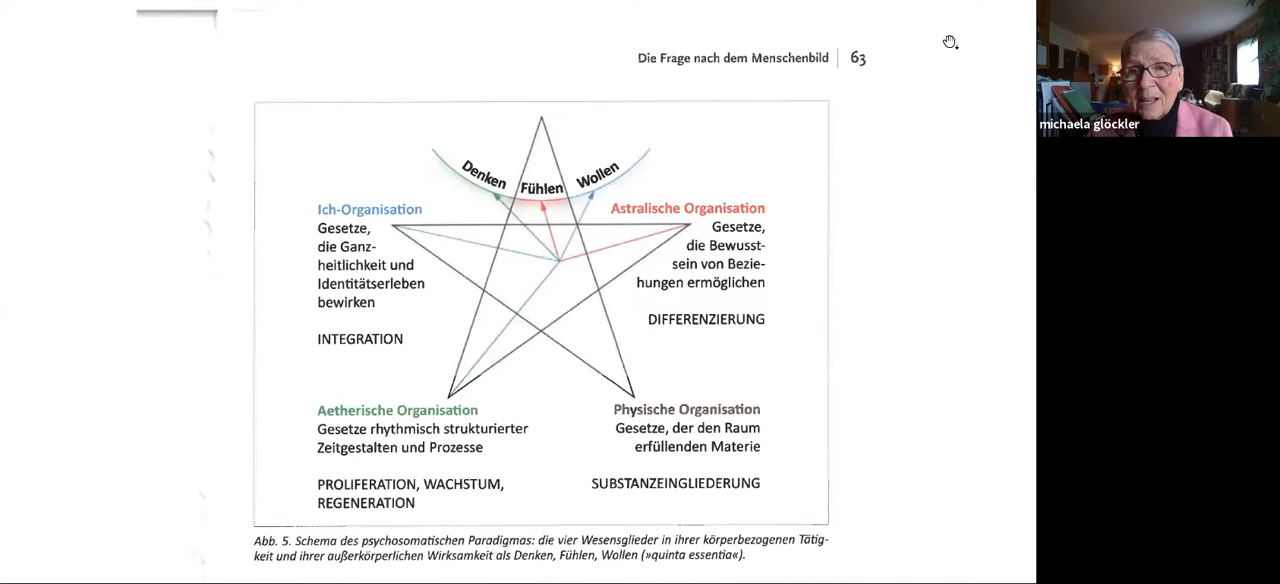 Die Frage nach dem Menschenbild 63
michaela glöckler
Denken
Fühlen
Wollen
Ich-Organisation
Gesetze,
die Ganz-
heitlichkeit und
Identitätserleben
bewirken
INTEGRATION
Astralische Organisation
Gesetze,
die Bewusst-
sein von Bezie-
hungen ermöglichen
DIFFERENZIERUNG
Aetherische Organisation
Gesetze rhythmisch strukturierter
Zeitgestalten und Prozesse
PROLIFERATION, WACHSTUM,
REGENERATION
Physische Organisation
Gesetze, der den Raum
erfüllenden Materie
SUBSTANZEINGLIEDERUNG
Abb. 5. Schema des psychosomatischen Paradigmas: die vier Wesensglieder in ihrer körperbezogenen Tätig-
keit und ihrer außerkörperlichen Wirksamkeit als Denken, Fühlen, Wollen (»quinta essentia«).